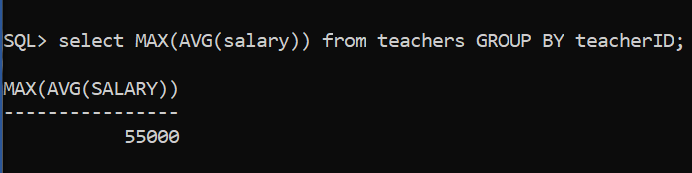 SQL> select MAX(AVG(salary)) from teachers GROUP BY teacherID;
MAX(AVG(SALARY))
----------------
55000